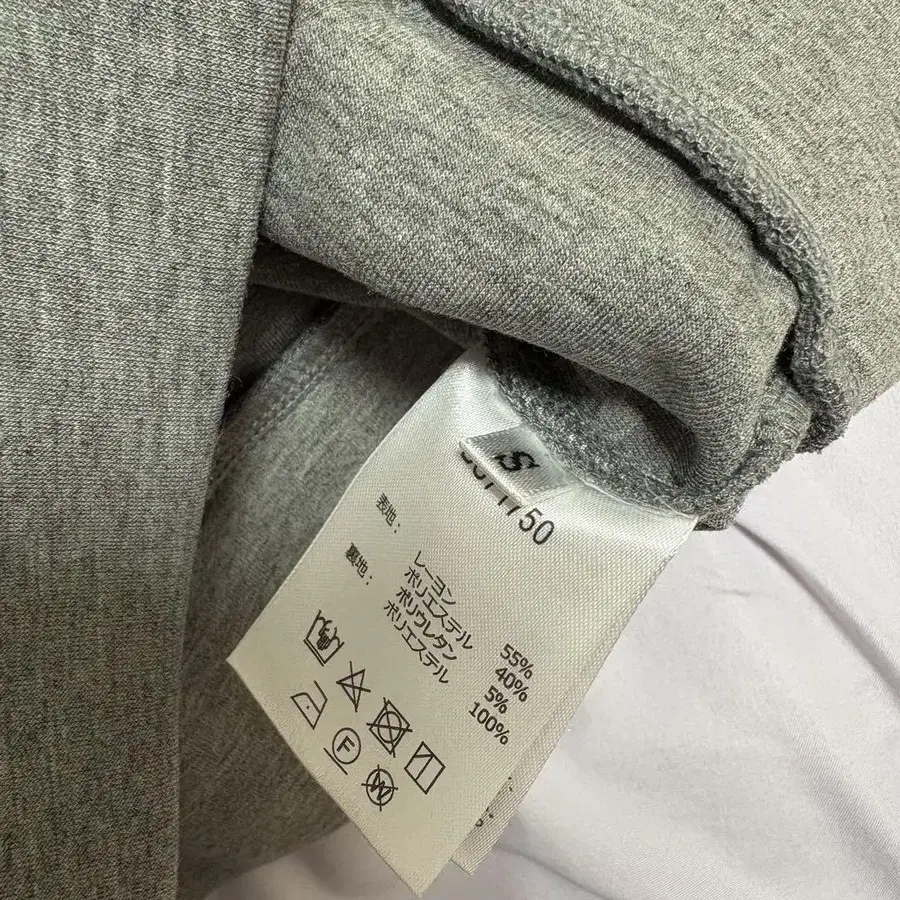 S
750
表地：
レーヨン 55%
ポリエステル 40%
ポリウレタン 5%
裏地：
ポリエステル 100%
F
W